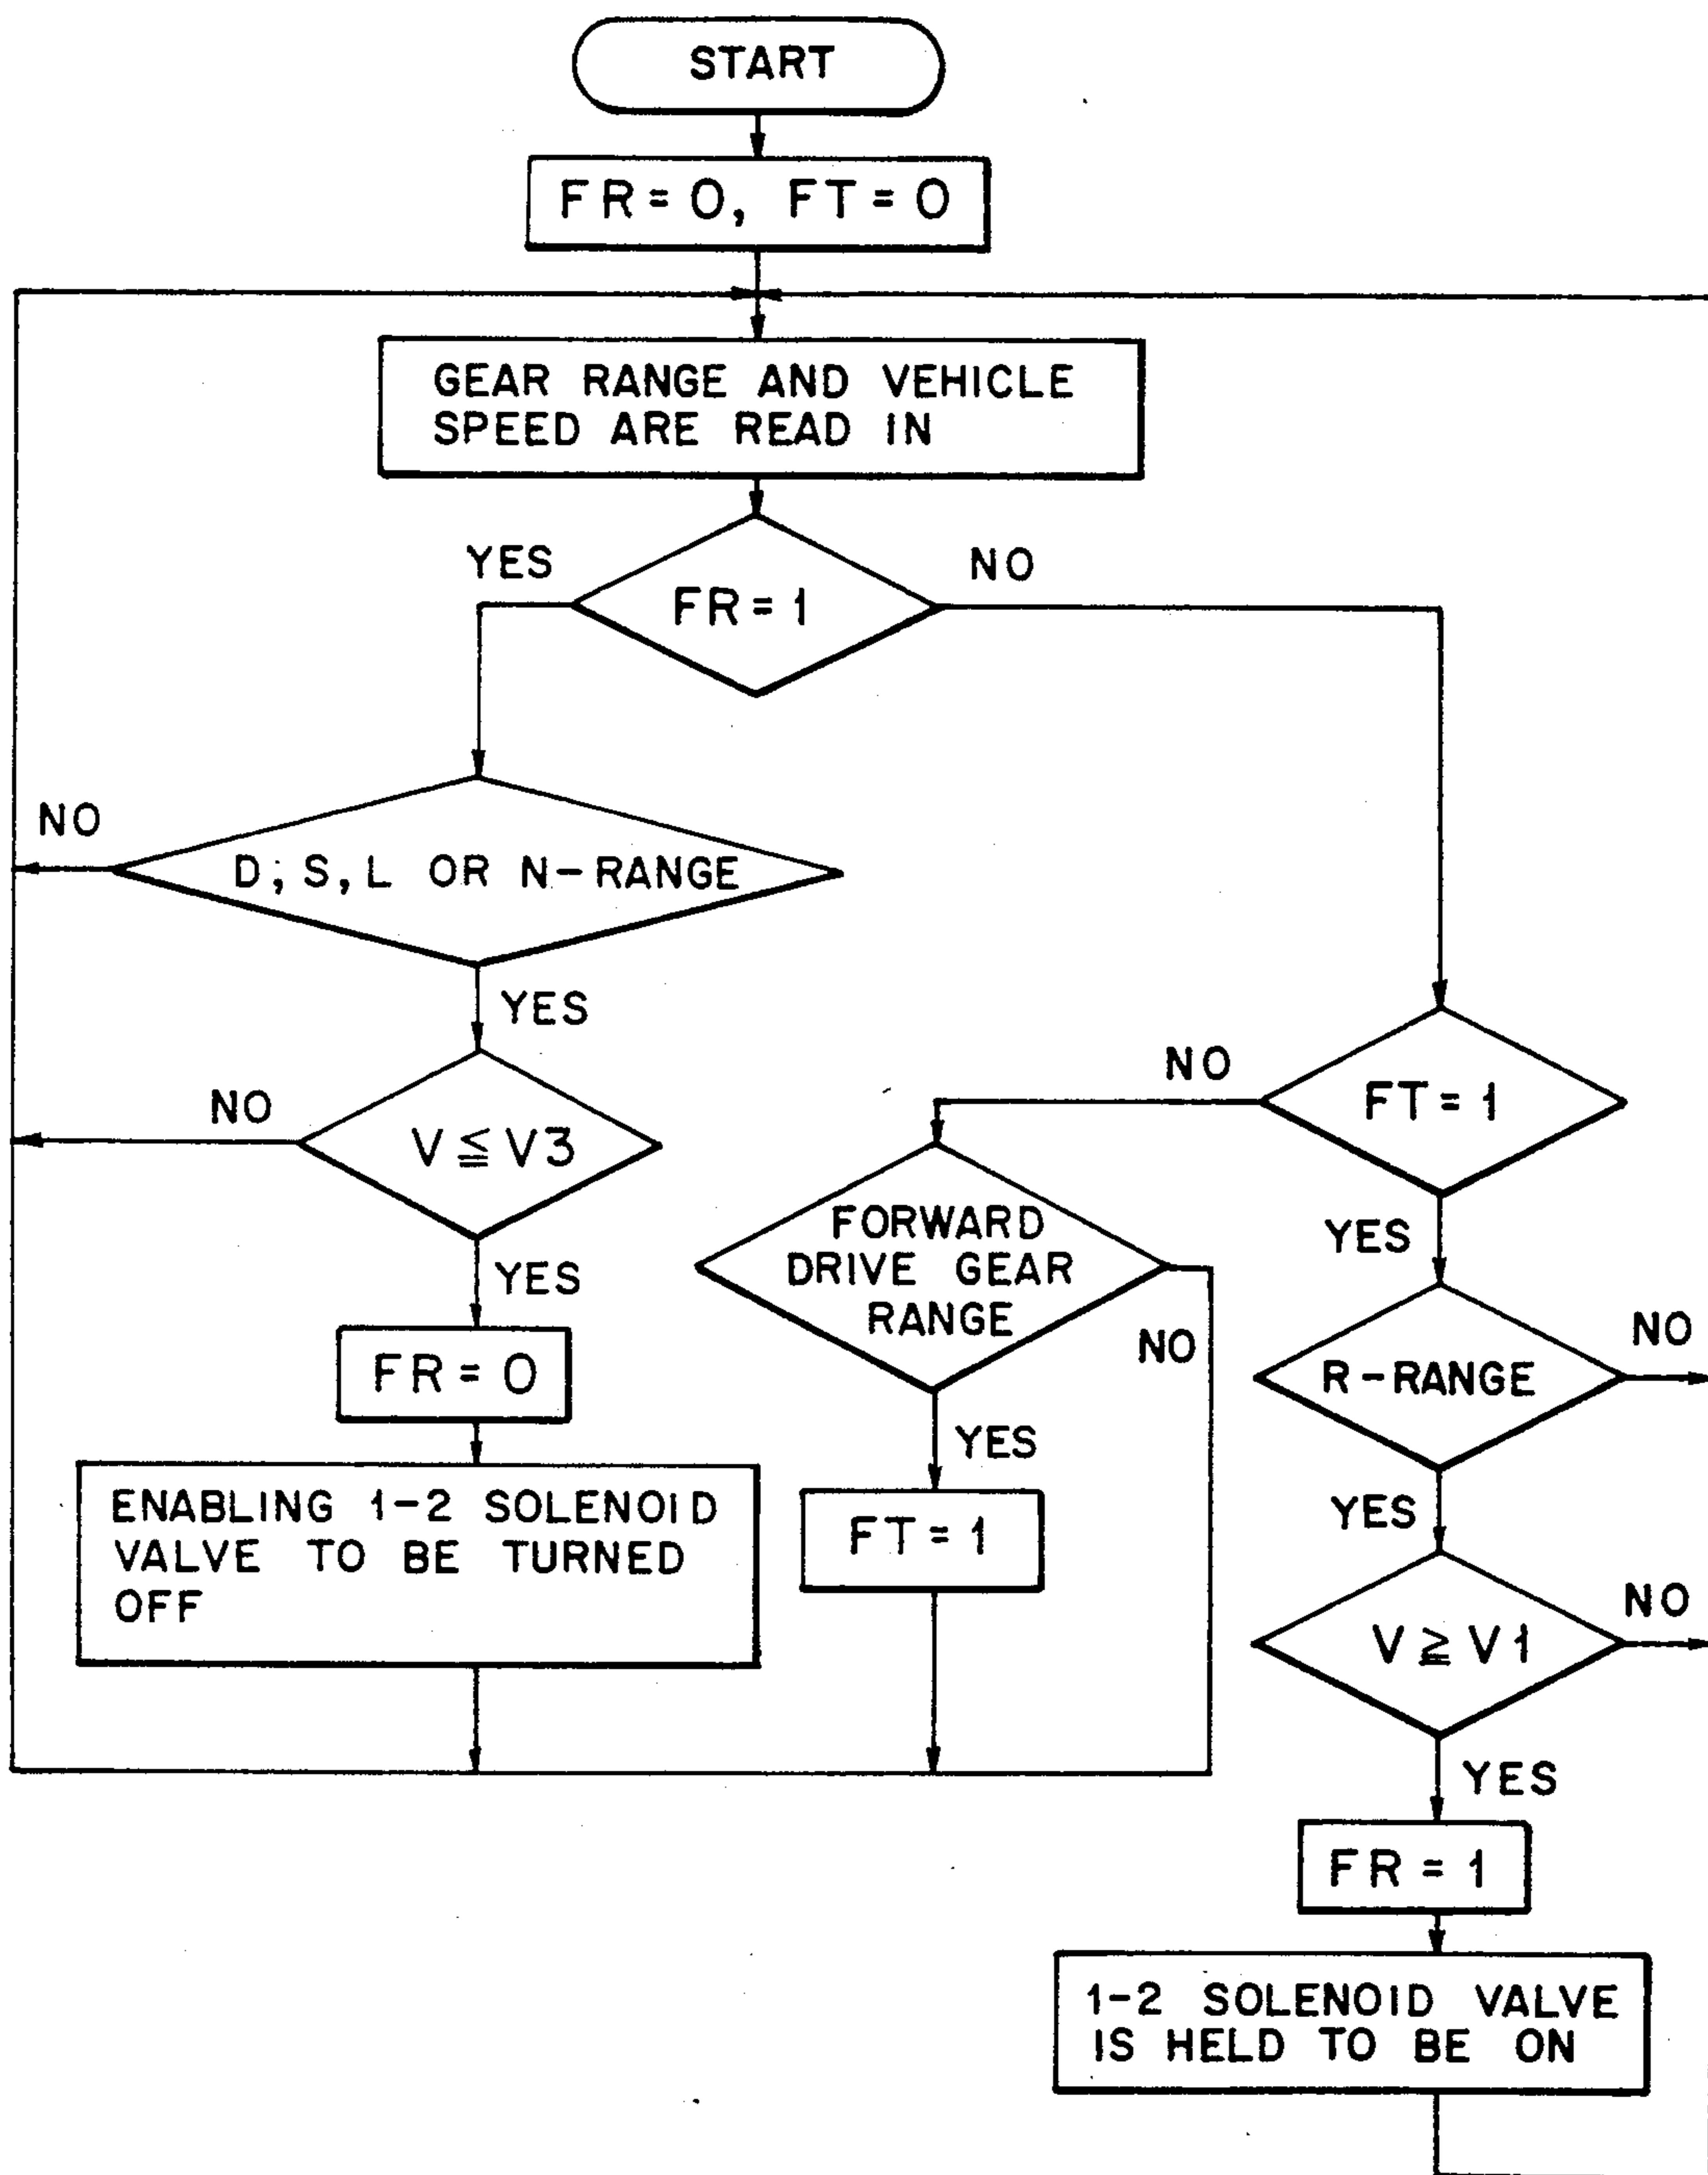 START
FR = 0, FT = 0
GEAR RANGE AND VEHICLE
SPEED ARE READ IN
YES
NO
FR = 1
NO
D; S, L OR N-RANGE
YES
NO
FT = 1
NO
V ≦ V3
YES
FORWARD
DRIVE GEAR
RANGE
NO
YES
NO
R-RANGE
YES
FR = 0
YES
FT = 1
ENABLING 1-2 SOLENOID
VALVE TO BE TURNED
OFF
NO
V ≧ V1
YES
FR = 1
1-2 SOLENOID VALVE
IS HELD TO BE ON